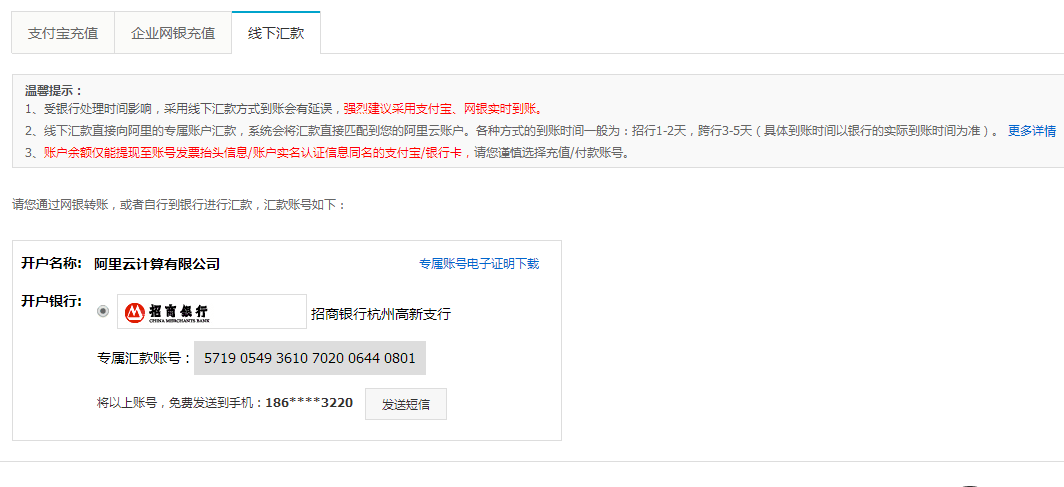 支付宝充值 企业网银充值 线下汇款
温馨提示：
1、受银行处理时间影响，采用线下汇款方式到账会有延误，强烈建议采用支付宝、网银实时到账。
2、线下汇款直接向阿里的专属账户汇款，系统会将汇款直接匹配到您的阿里云账户。各种方式的到账时间一般为：招行1-2天，跨行3-5天（具体到账时间以银行的实际到账时间为准）。 更多详情
3、账户余额仅能提现至账号发票抬头信息/账户实名认证信息同名的支付宝/银行卡，请您谨慎选择充值/付款账号。
请您通过网银转账，或者自行到银行进行汇款，汇款账号如下：
开户名称: 阿里云计算有限公司 专属账号电子证明下载
开户银行: 招商银行 CHINA MERCHANTS BANK 招商银行杭州高新支行
专属汇款账号：5719 0549 3610 7020 0644 0801
将以上账号，免费发送到手机：186****3220 发送短信